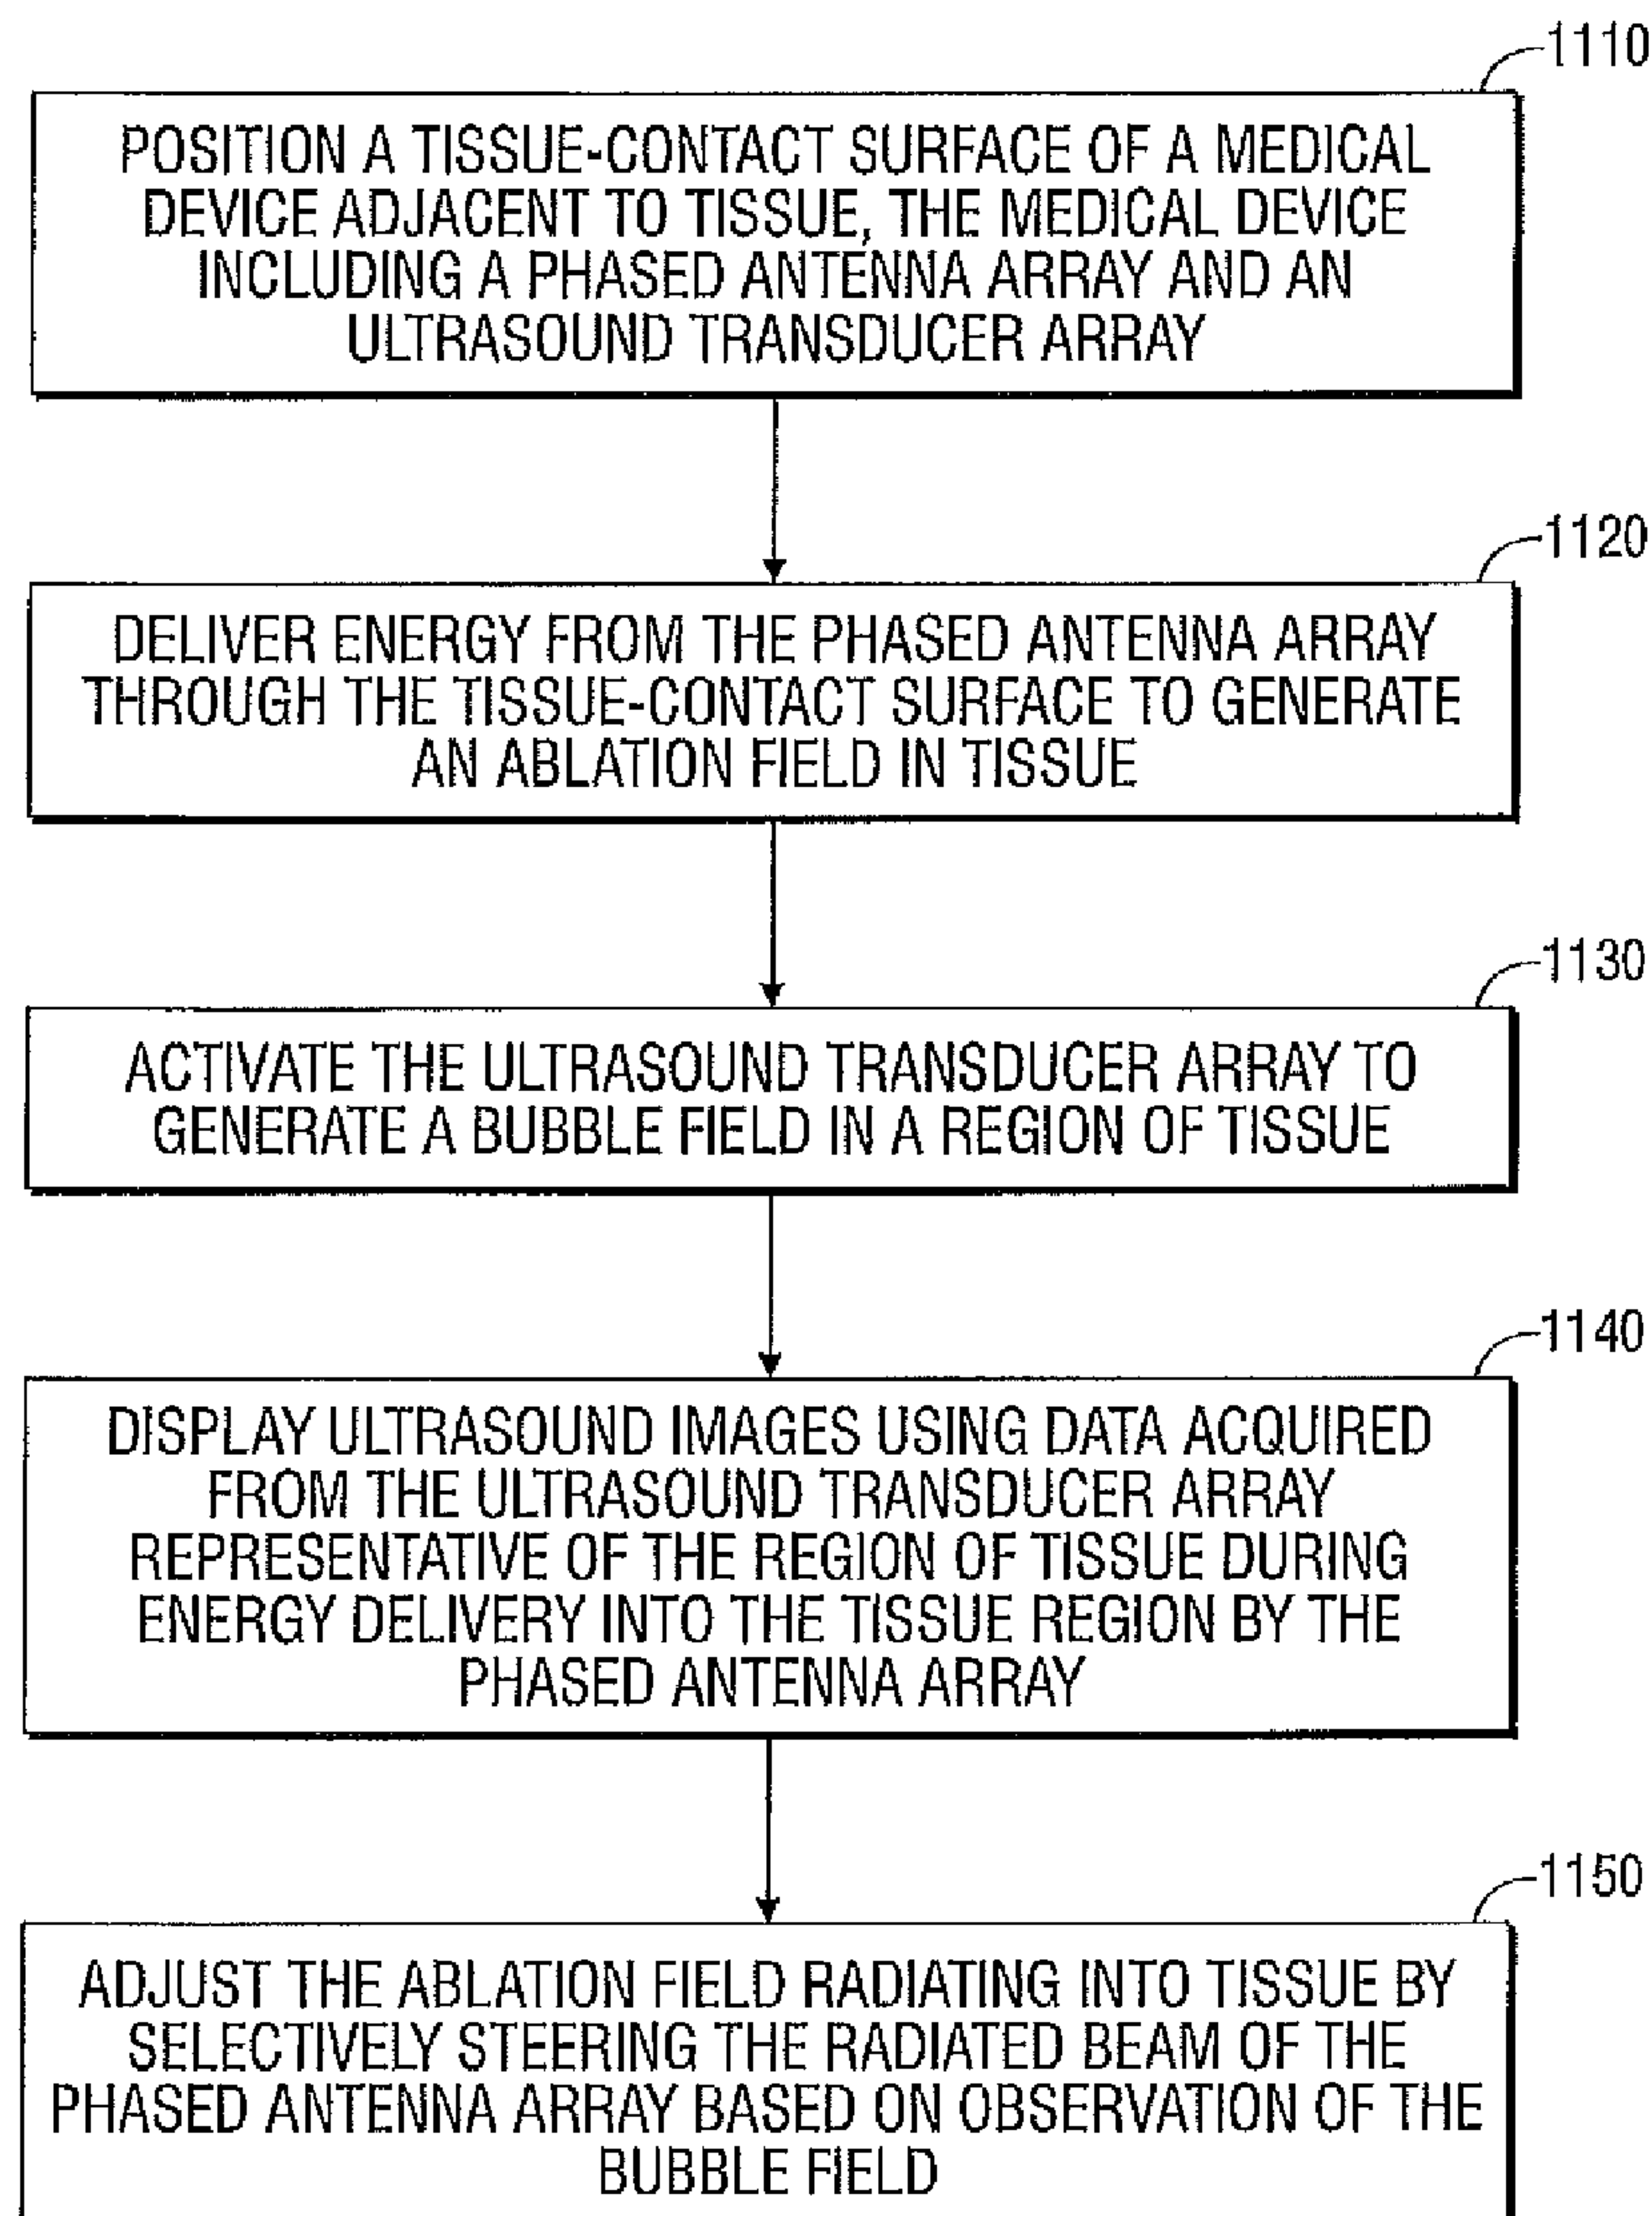 1110
POSITION A TISSUE-CONTACT SURFACE OF A MEDICAL
DEVICE ADJACENT TO TISSUE, THE MEDICAL DEVICE
INCLUDING A PHASED ANTENNA ARRAY AND AN
ULTRASOUND TRANSDUCER ARRAY
1120
DELIVER ENERGY FROM THE PHASED ANTENNA ARRAY
THROUGH THE TISSUE-CONTACT SURFACE TO GENERATE
AN ABLATION FIELD IN TISSUE
1130
ACTIVATE THE ULTRASOUND TRANSDUCER ARRAY TO
GENERATE A BUBBLE FIELD IN A REGION OF TISSUE
1140
DISPLAY ULTRASOUND IMAGES USING DATA ACQUIRED
FROM THE ULTRASOUND TRANSDUCER ARRAY
REPRESENTATIVE OF THE REGION OF TISSUE DURING
ENERGY DELIVERY INTO THE TISSUE REGION BY THE
PHASED ANTENNA ARRAY
1150
ADJUST THE ABLATION FIELD RADIATING INTO TISSUE BY
SELECTIVELY STEERING THE RADIATED BEAM OF THE
PHASED ANTENNA ARRAY BASED ON OBSERVATION OF THE
BUBBLE FIELD